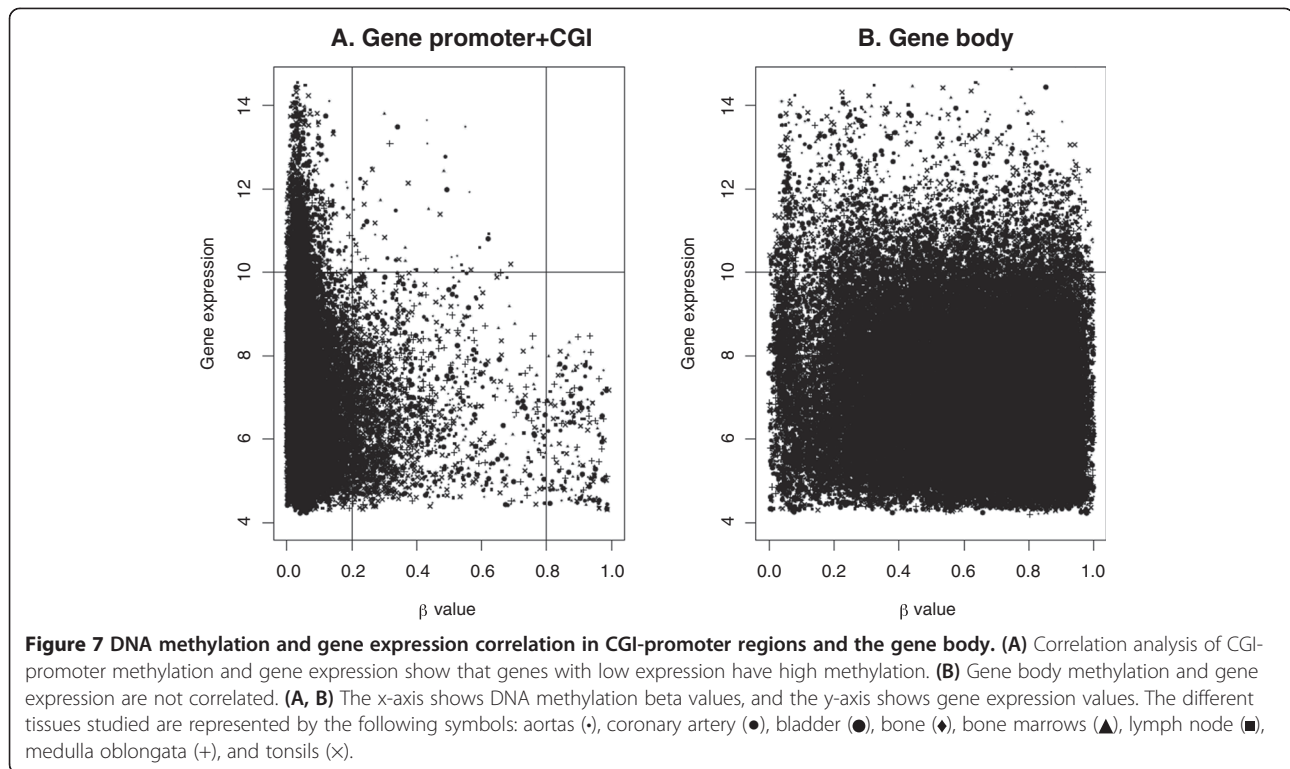 A. Gene promoter+CGI
B. Gene body
Gene expression
14
12
10
8
6
4
0.0 0.2 0.4 0.6 0.8 1.0
β value
Gene expression
14
12
10
8
6
4
0.0 0.2 0.4 0.6 0.8 1.0
β value
Figure 7 DNA methylation and gene expression correlation in CGI-promoter regions and the gene body. (A) Correlation analysis of CGI-
promoter methylation and gene expression show that genes with low expression have high methylation. (B) Gene body methylation and gene
expression are not correlated. (A, B) The x-axis shows DNA methylation beta values, and the y-axis shows gene expression values. The different
tissues studied are represented by the following symbols: aortas (·), coronary artery (•), bladder (●), bone (♦), bone marrows (▲), lymph node (■),
medulla oblongata (+), and tonsils (×).